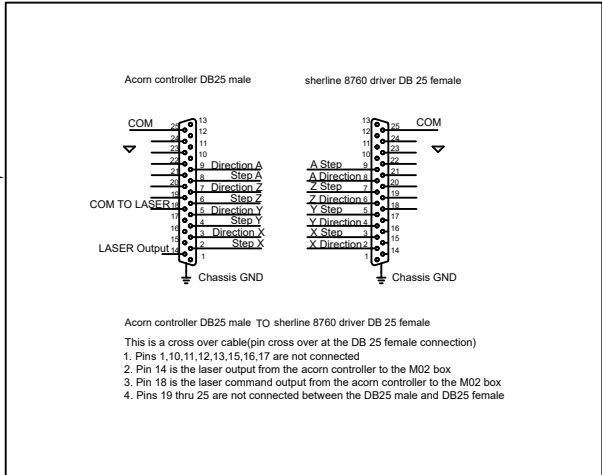 Acorn controller DB25 male
sherline 8760 driver DB 25 female
COM
25
24
23
22
21
20
19
COM TO LASER
18
17
16
15
LASER Output
14
13
12
11
10
9 Direction A
8 Step A
7 Direction Z
6 Step Z
5 Direction Y
4 Step Y
3 Direction X
2 Step X
1
Chassis GND
13
12
11
10
A Step 9
A Direction 8
Z Step 7
Z Direction 6
Y Step 5
Y Direction 4
X Step 3
X Direction 2
1
COM
25
24
23
22
21
20
19
18
17
16
15
14
Chassis GND
Acorn controller DB25 male TO sherline 8760 driver DB 25 female
This is a cross over cable(pin cross over at the DB 25 female connection)
1. Pins 1,10,11,12,13,15,16,17 are not connected
2. Pin 14 is the laser output from the acorn controller to the M02 box
3. Pin 18 is the laser command output from the acorn controller to the M02 box
4. Pins 19 thru 25 are not connected between the DB25 male and DB25 female